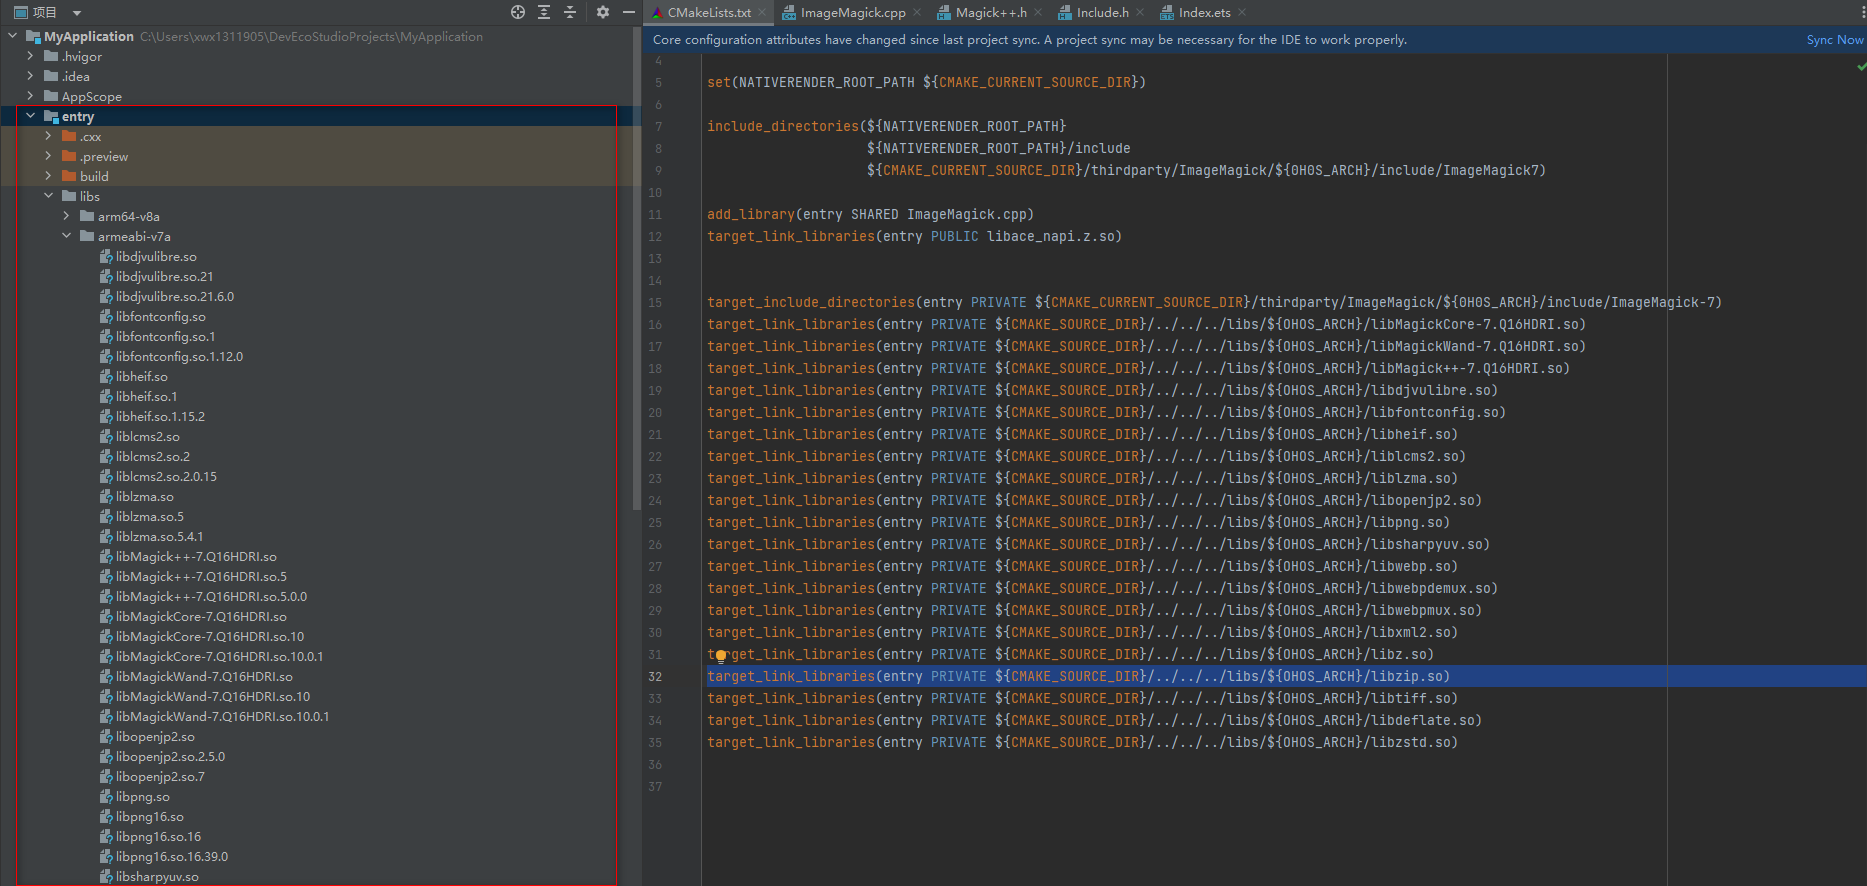 项目
MyApplication C:\Users\xwx1311905\DevEcoStudioProjects\MyApplication
.hvigor
.idea
AppScope
entry
.cxx
.preview
build
libs
arm64-v8a
armeabi-v7a
libdjvulibre.so
libdjvulibre.so.21
libdjvulibre.so.21.6.0
libfontconfig.so
libfontconfig.so.1
libfontconfig.so.1.12.0
libheif.so
libheif.so.1
libheif.so.1.15.2
liblcms2.so
liblcms2.so.2
liblcms2.so.2.0.15
liblzma.so
liblzma.so.5
liblzma.so.5.4.1
libMagick++-7.Q16HDRI.so
libMagick++-7.Q16HDRI.so.5
libMagick++-7.Q16HDRI.so.5.0.0
libMagickCore-7.Q16HDRI.so
libMagickCore-7.Q16HDRI.so.10
libMagickCore-7.Q16HDRI.so.10.0.1
libMagickWand-7.Q16HDRI.so
libMagickWand-7.Q16HDRI.so.10
libMagickWand-7.Q16HDRI.so.10.0.1
libopenjp2.so
libopenjp2.so.2.5.0
libopenjp2.so.7
libpng.so
libpng16.so
libpng16.so.16
libpng16.so.16.39.0
libsharpyuv.so
CMakeLists.txt ImageMagick.cpp Magick++.h Include.h Index.ets
Core configuration attributes have changed since last project sync. A project sync may be necessary for the IDE to work properly. Sync Now
4
5 set(NATIVERENDER_ROOT_PATH ${CMAKE_CURRENT_SOURCE_DIR})
6
7 include_directories(${NATIVERENDER_ROOT_PATH}
8 ${NATIVERENDER_ROOT_PATH}/include
9 ${CMAKE_CURRENT_SOURCE_DIR}/thirdparty/ImageMagick/${OHOS_ARCH}/include/ImageMagick7)
10
11 add_library(entry SHARED ImageMagick.cpp)
12 target_link_libraries(entry PUBLIC libace_napi.z.so)
13
14
15 target_include_directories(entry PRIVATE ${CMAKE_CURRENT_SOURCE_DIR}/thirdparty/ImageMagick/${OHOS_ARCH}/include/ImageMagick-7)
16 target_link_libraries(entry PRIVATE ${CMAKE_SOURCE_DIR}/../../../libs/${OHOS_ARCH}/libMagickCore-7.Q16HDRI.so)
17 target_link_libraries(entry PRIVATE ${CMAKE_SOURCE_DIR}/../../../libs/${OHOS_ARCH}/libMagickWand-7.Q16HDRI.so)
18 target_link_libraries(entry PRIVATE ${CMAKE_SOURCE_DIR}/../../../libs/${OHOS_ARCH}/libMagick++-7.Q16HDRI.so)
19 target_link_libraries(entry PRIVATE ${CMAKE_SOURCE_DIR}/../../../libs/${OHOS_ARCH}/libdjvulibre.so)
20 target_link_libraries(entry PRIVATE ${CMAKE_SOURCE_DIR}/../../../libs/${OHOS_ARCH}/libfontconfig.so)
21 target_link_libraries(entry PRIVATE ${CMAKE_SOURCE_DIR}/../../../libs/${OHOS_ARCH}/libheif.so)
22 target_link_libraries(entry PRIVATE ${CMAKE_SOURCE_DIR}/../../../libs/${OHOS_ARCH}/liblcms2.so)
23 target_link_libraries(entry PRIVATE ${CMAKE_SOURCE_DIR}/../../../libs/${OHOS_ARCH}/liblzma.so)
24 target_link_libraries(entry PRIVATE ${CMAKE_SOURCE_DIR}/../../../libs/${OHOS_ARCH}/libopenjp2.so)
25 target_link_libraries(entry PRIVATE ${CMAKE_SOURCE_DIR}/../../../libs/${OHOS_ARCH}/libpng.so)
26 target_link_libraries(entry PRIVATE ${CMAKE_SOURCE_DIR}/../../../libs/${OHOS_ARCH}/libsharpyuv.so)
27 target_link_libraries(entry PRIVATE ${CMAKE_SOURCE_DIR}/../../../libs/${OHOS_ARCH}/libwebp.so)
28 target_link_libraries(entry PRIVATE ${CMAKE_SOURCE_DIR}/../../../libs/${OHOS_ARCH}/libwebpdemux.so)
29 target_link_libraries(entry PRIVATE ${CMAKE_SOURCE_DIR}/../../../libs/${OHOS_ARCH}/libwebpmux.so)
30 target_link_libraries(entry PRIVATE ${CMAKE_SOURCE_DIR}/../../../libs/${OHOS_ARCH}/libxml2.so)
31 target_link_libraries(entry PRIVATE ${CMAKE_SOURCE_DIR}/../../../libs/${OHOS_ARCH}/libz.so)
32 target_link_libraries(entry PRIVATE ${CMAKE_SOURCE_DIR}/../../../libs/${OHOS_ARCH}/libzip.so)
33 target_link_libraries(entry PRIVATE ${CMAKE_SOURCE_DIR}/../../../libs/${OHOS_ARCH}/libtiff.so)
34 target_link_libraries(entry PRIVATE ${CMAKE_SOURCE_DIR}/../../../libs/${OHOS_ARCH}/libdeflate.so)
35 target_link_libraries(entry PRIVATE ${CMAKE_SOURCE_DIR}/../../../libs/${OHOS_ARCH}/libzstd.so)
36
37